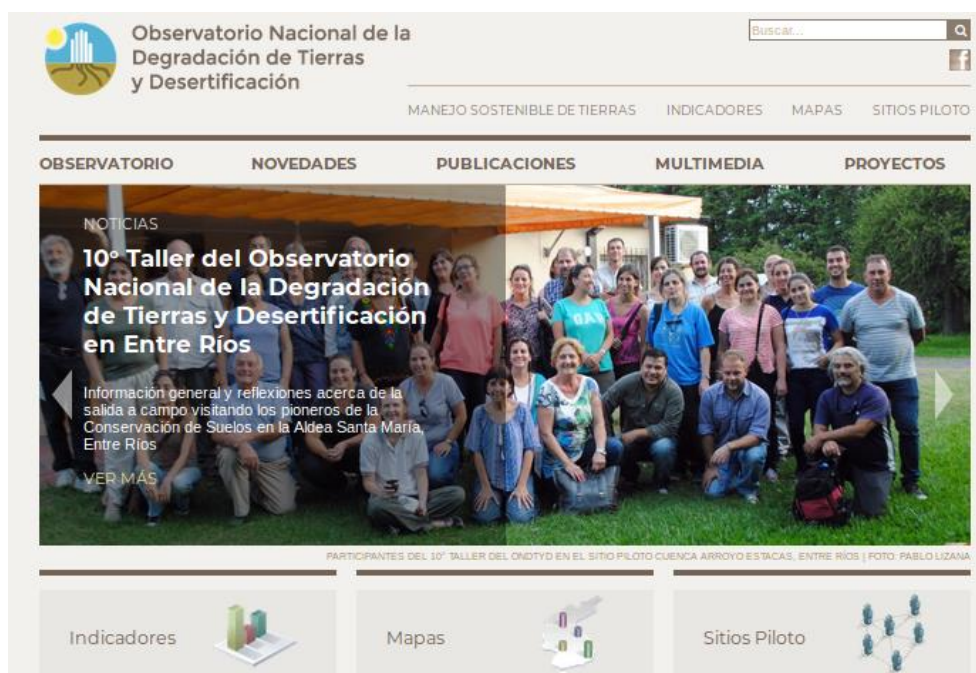 Observatorio Nacional de la
Degradación de Tierras
y Desertificación
Buscar...
MANEJO SOSTENIBLE DE TIERRAS INDICADORES MAPAS SITIOS PILOTO
OBSERVATORIO NOVEDADES PUBLICACIONES MULTIMEDIA PROYECTOS
NOTICIAS
10º Taller del Observatorio
Nacional de la Degradación
de Tierras y Desertificación
en Entre Ríos
Información general y reflexiones acerca de la
salida a campo visitando los pioneros de la
Conservación de Suelos en la Aldea Santa María,
Entre Ríos
VER MÁS
PARTICIPANTES DEL 10° TALLER DEL ONDTYD EN EL SITIO PILOTO CUENCA ARROYO ESTACAS, ENTRE RÍOS | FOTO: PABLO LIZANA
Indicadores Mapas Sitios Piloto